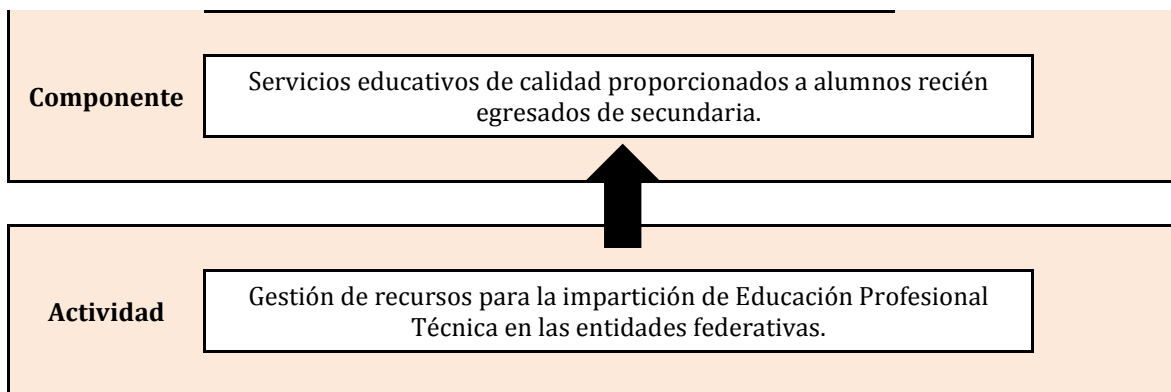 Componente
Servicios educativos de calidad proporcionados a alumnos recién
egresados de secundaria.
Actividad
Gestión de recursos para la impartición de Educación Profesional
Técnica en las entidades federativas.